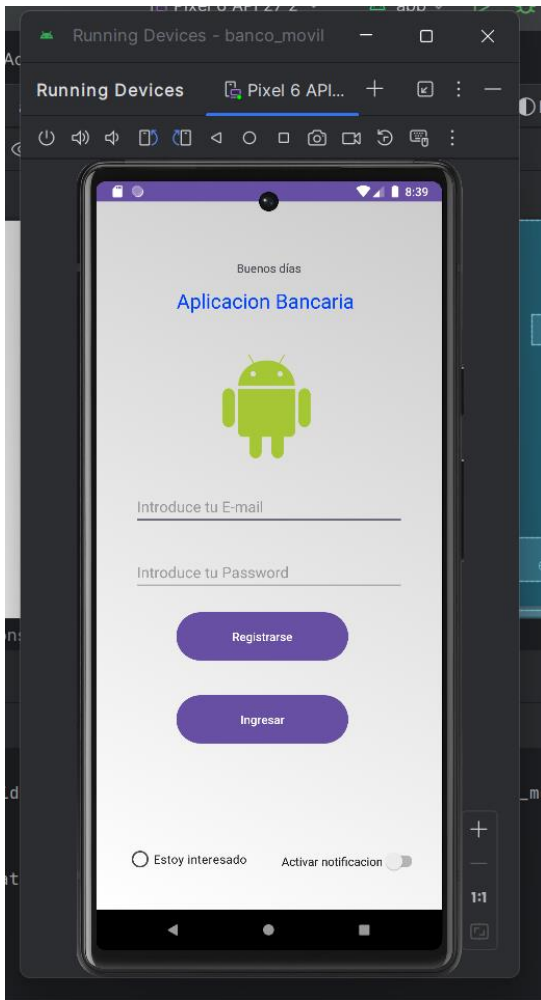 Running Devices - banco_movil
Running Devices
Pixel 6 API...
8:39
Buenos días
Aplicacion Bancaria
Introduce tu E-mail
Introduce tu Password
Registrarse
Ingresar
Estoy interesado
Activar notificacion
1:1